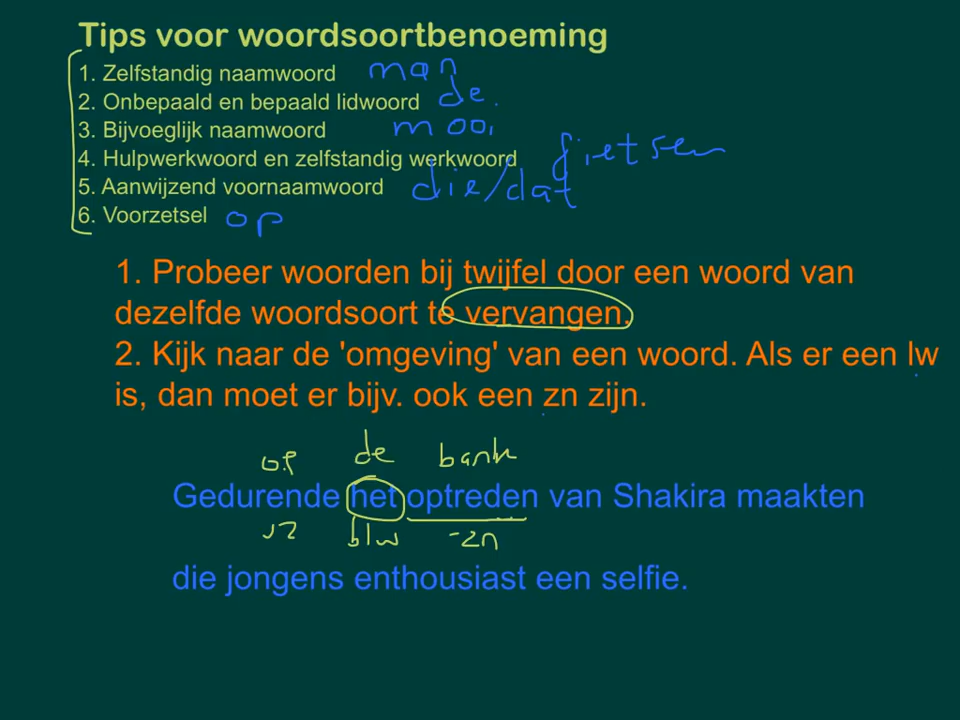 Tips voor woordsoortbenoeming
1. Zelfstandig naamwoord man
2. Onbepaald en bepaald lidwoord de.
3. Bijvoeglijk naamwoord mooi
4. Hulpwerkwoord en zelfstandig werkwoord fietsen
5. Aanwijzend voornaamwoord die/dat
6. Voorzetsel op
1. Probeer woorden bij twijfel door een woord van
dezelfde woordsoort te vervangen.
2. Kijk naar de 'omgeving' van een woord. Als er een lw
is, dan moet er bijv. ook een zn zijn.
op de bank
Gedurende het optreden van Shakira maakten
vz blw zn
die jongens enthousiast een selfie.